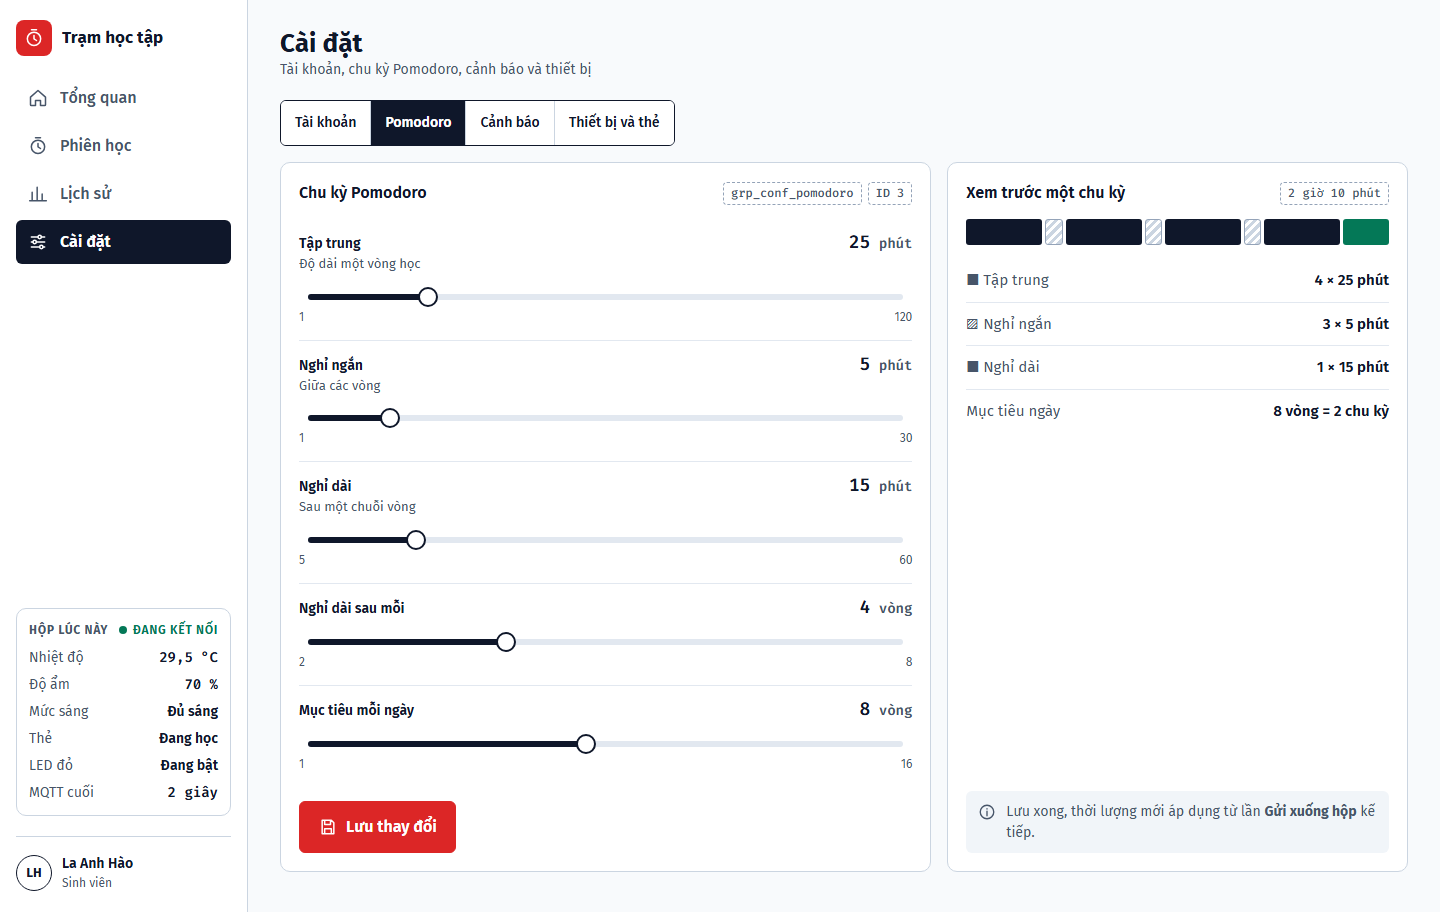 Trạm học tập
Tổng quan
Phiên học
Lịch sử
Cài đặt
HỘP LÚC NÀY ĐANG KẾT NỐI
Nhiệt độ 29,5 °C
Độ ẩm 70 %
Mức sáng Đủ sáng
Thẻ Đang học
LED đỏ Đang bật
MQTT cuối 2 giây
LH
La Anh Hào
Sinh viên
Cài đặt
Tài khoản, chu kỳ Pomodoro, cảnh báo và thiết bị
Tài khoản Pomodoro Cảnh báo Thiết bị và thẻ
Chu kỳ Pomodoro grp_conf_pomodoro ID 3
Tập trung 25 phút
Độ dài một vòng học
1 120
Nghỉ ngắn 5 phút
Giữa các vòng
1 30
Nghỉ dài 15 phút
Sau một chuỗi vòng
5 60
Nghỉ dài sau mỗi 4 vòng
2 8
Mục tiêu mỗi ngày 8 vòng
1 16
Lưu thay đổi
Xem trước một chu kỳ 2 giờ 10 phút
Tập trung 4 × 25 phút
Nghỉ ngắn 3 × 5 phút
Nghỉ dài 1 × 15 phút
Mục tiêu ngày 8 vòng = 2 chu kỳ
Lưu xong, thời lượng mới áp dụng từ lần Gửi xuống hộp kế
tiếp.